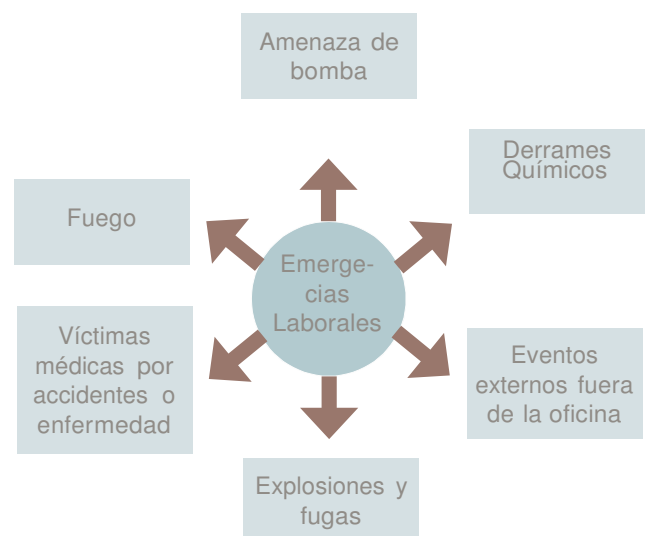 Amenaza de
bomba
Derrames
Químicos
Fuego
Emerge-
cias
Laborales
Víctimas
médicas por
accidentes o
enfermedad
Eventos
externos fuera
de la oficina
Explosiones y
fugas